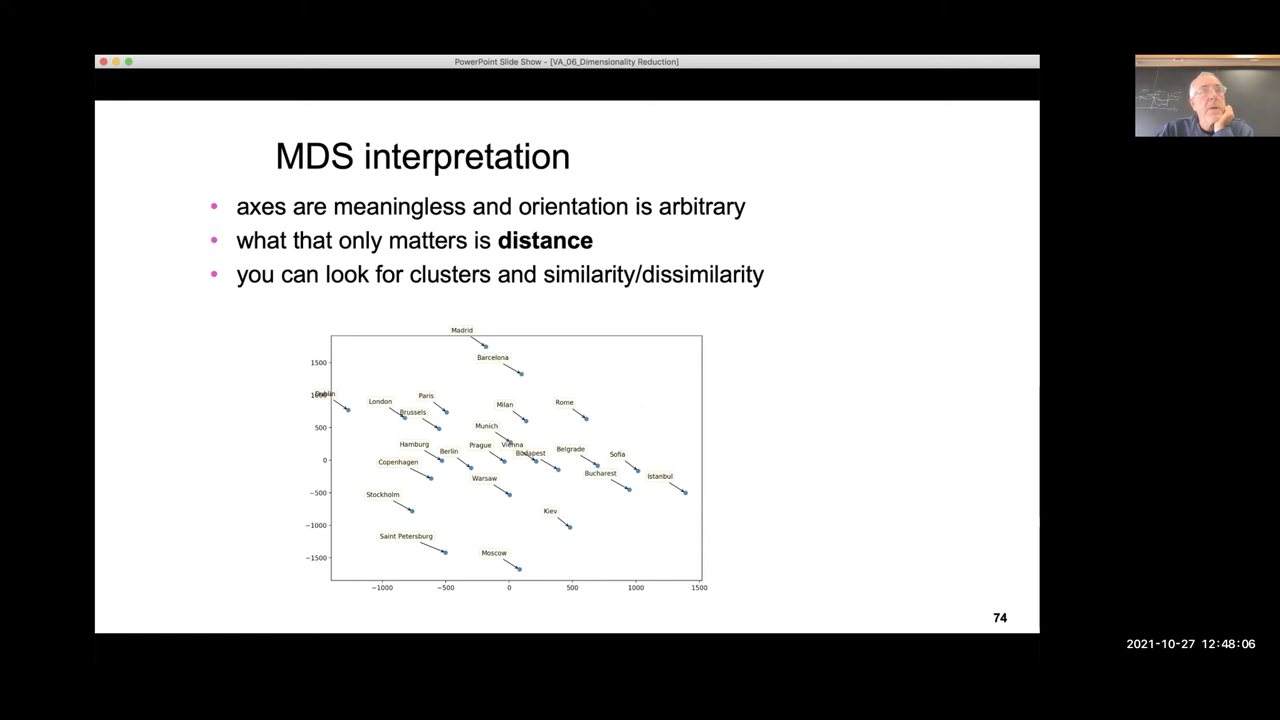 PowerPoint Slide Show - [VA_06_Dimensionality Reduction]
MDS interpretation
• axes are meaningless and orientation is arbitrary
• what that only matters is distance
• you can look for clusters and similarity/dissimilarity
Madrid
Barcelona
1500
1000
Dublin
London
Paris
Brussels
Milan
Rome
500
Munich
Hamburg
Berlin
Prague
Vienna
Budapest
Belgrade
Sofia
0
Copenhagen
Warsaw
Bucharest
Istanbul
−500
Stockholm
Kiev
−1000
Saint Petersburg
Moscow
−1500
−1000
−500
0
500
1000
1500
74
2021-10-27 12:48:06